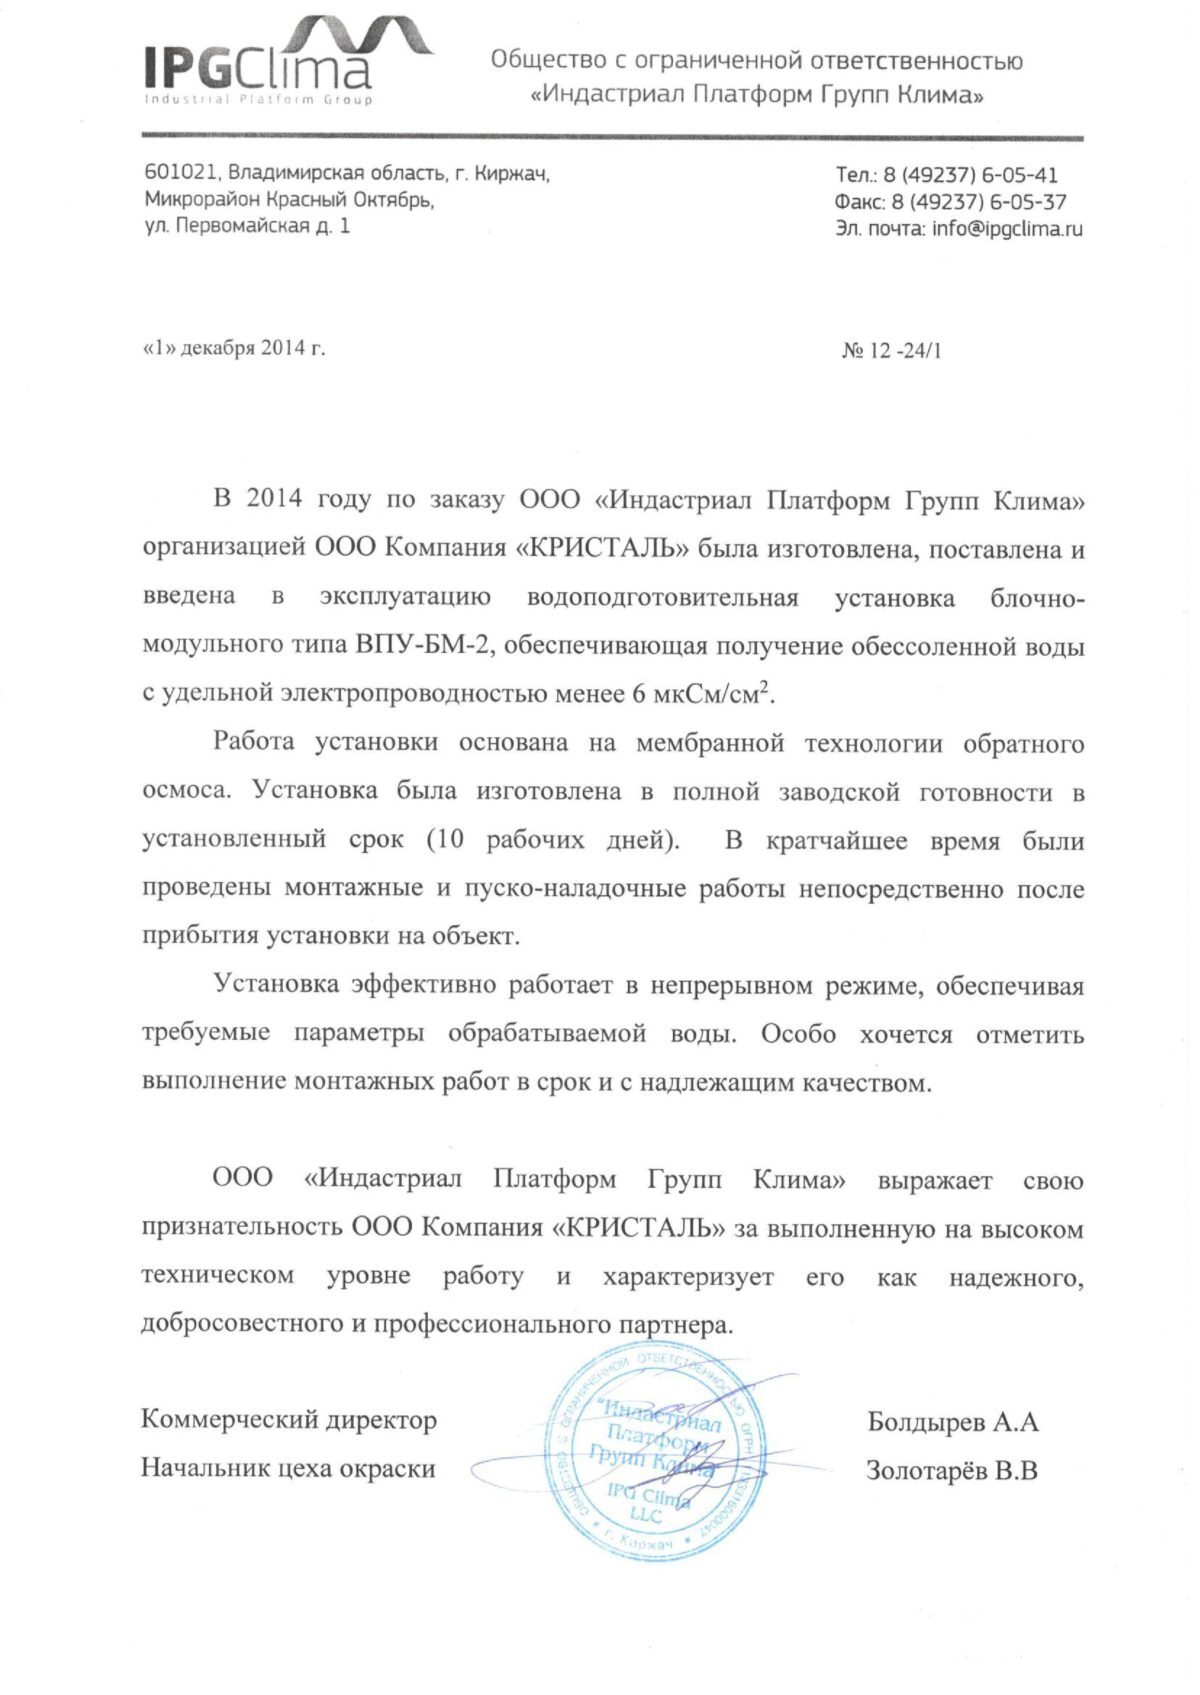 IPGClima
Industrial Platform Group
Общество с ограниченной ответственностью
«Индастриал Платформ Групп Клима»
601021, Владимирская область, г. Киржач,
Микрорайон Красный Октябрь,
ул. Первомайская д. 1
Тел.: 8 (49237) 6-05-41
Факс: 8 (49237) 6-05-37
Эл. почта: info@ipgclima.ru
«1» декабря 2014 г.
№ 12 -24/1
В 2014 году по заказу ООО «Индастриал Платформ Групп Клима»
организацией ООО Компания «КРИСТАЛЬ» была изготовлена, поставлена и
введена в эксплуатацию водоподготовительная установка блочно-
модульного типа ВПУ-БМ-2, обеспечивающая получение обессоленной воды
с удельной электропроводностью менее 6 мкСм/см².
Работа установки основана на мембранной технологии обратного
осмоса. Установка была изготовлена в полной заводской готовности в
установленный срок (10 рабочих дней). В кратчайшее время были
проведены монтажные и пуско-наладочные работы непосредственно после
прибытия установки на объект.
Установка эффективно работает в непрерывном режиме, обеспечивая
требуемые параметры обрабатываемой воды. Особо хочется отметить
выполнение монтажных работ в срок и с надлежащим качеством.
ООО «Индастриал Платформ Групп Клима» выражает свою
признательность ООО Компания «КРИСТАЛЬ» за выполненную на высоком
техническом уровне работу и характеризует его как надежного,
добросовестного и профессионального партнера.
Коммерческий директор
Болдырев А.А
Начальник цеха окраски
Золотарёв В.В
ОБЩЕСТВО С ОГРАНИЧЕННОЙ ОТВЕТСТВЕННОСТЬЮ ОГРН
"Индастриал
Платформ
Групп Клима"
IPG Clima
LLC
г. Киржач